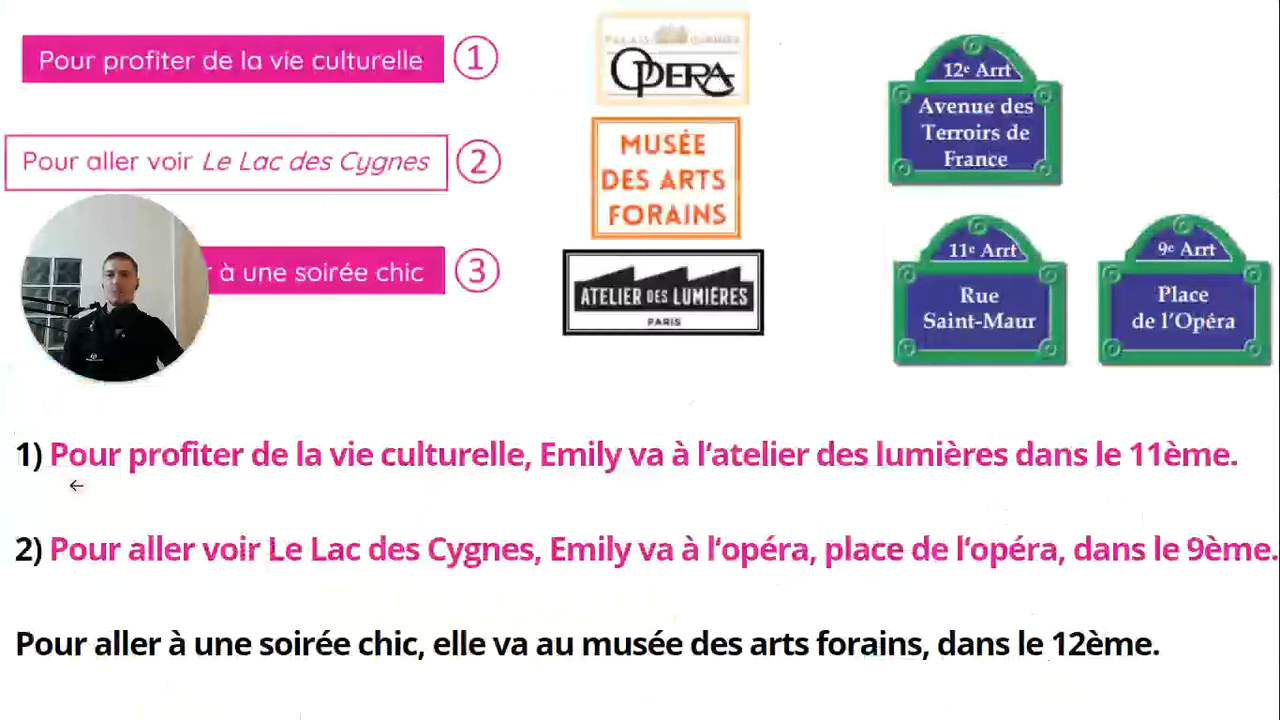 Pour profiter de la vie culturelle
1
Pour aller voir Le Lac des Cygnes
2
r à une soirée chic
3
PALAIS GARNIER
OPERA
MUSÉE
DES ARTS
FORAINS
ATELIER DES LUMIÈRES
PARIS
12e Arrt
Avenue des
Terroirs de
France
11e Arrt
Rue
Saint-Maur
9e Arrt
Place
de l'Opéra
1) Pour profiter de la vie culturelle, Emily va à l'atelier des lumières dans le 11ème.
2) Pour aller voir Le Lac des Cygnes, Emily va à l'opéra, place de l'opéra, dans le 9ème.
Pour aller à une soirée chic, elle va au musée des arts forains, dans le 12ème.